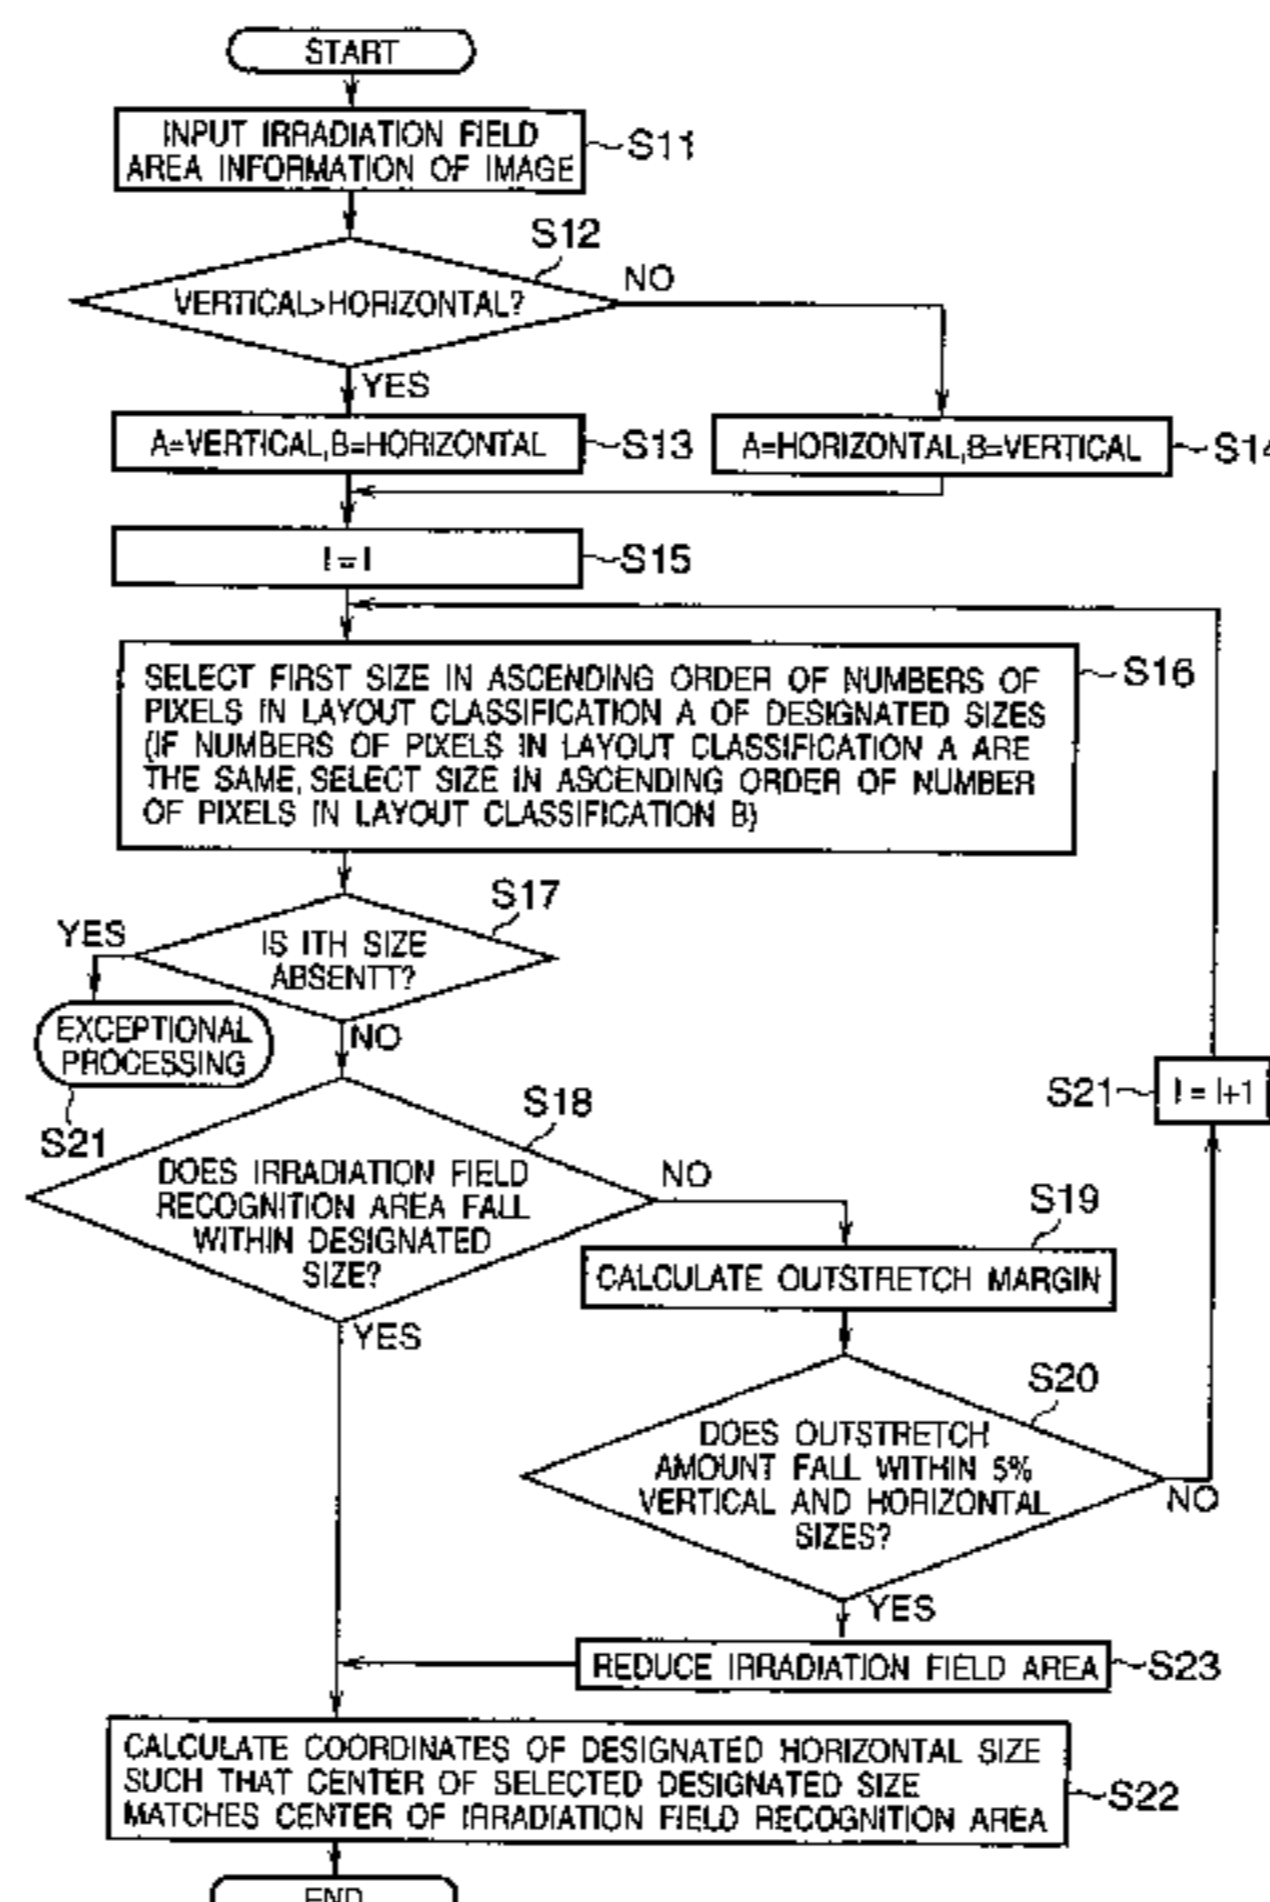 START
INPUT IRRADIATION FIELD
AREA INFORMATION OF IMAGE
S11
S12
VERTICAL>HORIZONTAL?
NO
YES
A=VERTICAL,B=HORIZONTAL
S13
A=HORIZONTAL,B=VERTICAL
S14
I=I
S15
SELECT FIRST SIZE IN ASCENDING ORDER OF NUMBERS OF
PIXELS IN LAYOUT CLASSIFICATION A OF DESIGNATED SIZES
(IF NUMBERS OF PIXELS IN LAYOUT CLASSIFICATION A ARE
THE SAME, SELECT SIZE IN ASCENDING ORDER OF NUMBER
OF PIXELS IN LAYOUT CLASSIFICATION B)
S16
S17
YES
IS ITH SIZE
ABSENTT?
EXCEPTIONAL
PROCESSING
NO
S21
S18
DOES IRRADIATION FIELD
RECOGNITION AREA FALL
WITHIN DESIGNATED
SIZE?
NO
YES
S21
I = I+1
S19
CALCULATE OUTSTRETCH MARGIN
S20
DOES OUTSTRETCH
AMOUNT FALL WITHIN 5%
VERTICAL AND HORIZONTAL
SIZES?
NO
YES
REDUCE IRRADIATION FIELD AREA
S23
CALCULATE COORDINATES OF DESIGNATED HORIZONTAL SIZE
SUCH THAT CENTER OF SELECTED DESIGNATED SIZE
MATCHES CENTER OF IRRADIATION FIELD RECOGNITION AREA
S22
END